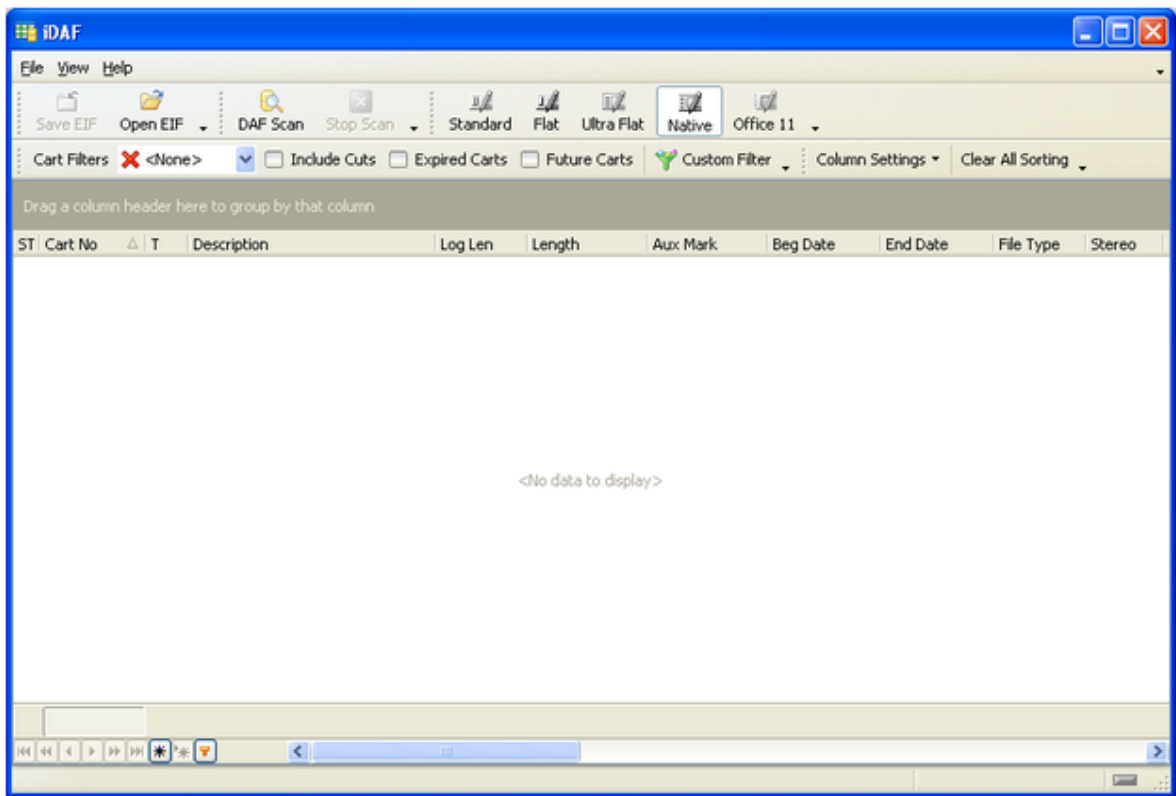 iDAF
File View Help
Save EIF Open EIF DAF Scan Stop Scan Standard Flat Ultra Flat Native Office 11
Cart Filters <None> Include Cuts Expired Carts Future Carts Custom Filter Column Settings Clear All Sorting
Drag a column header here to group by that column
ST Cart No T Description Log Len Length Aux Mark Beg Date End Date File Type Stereo
<No data to display>